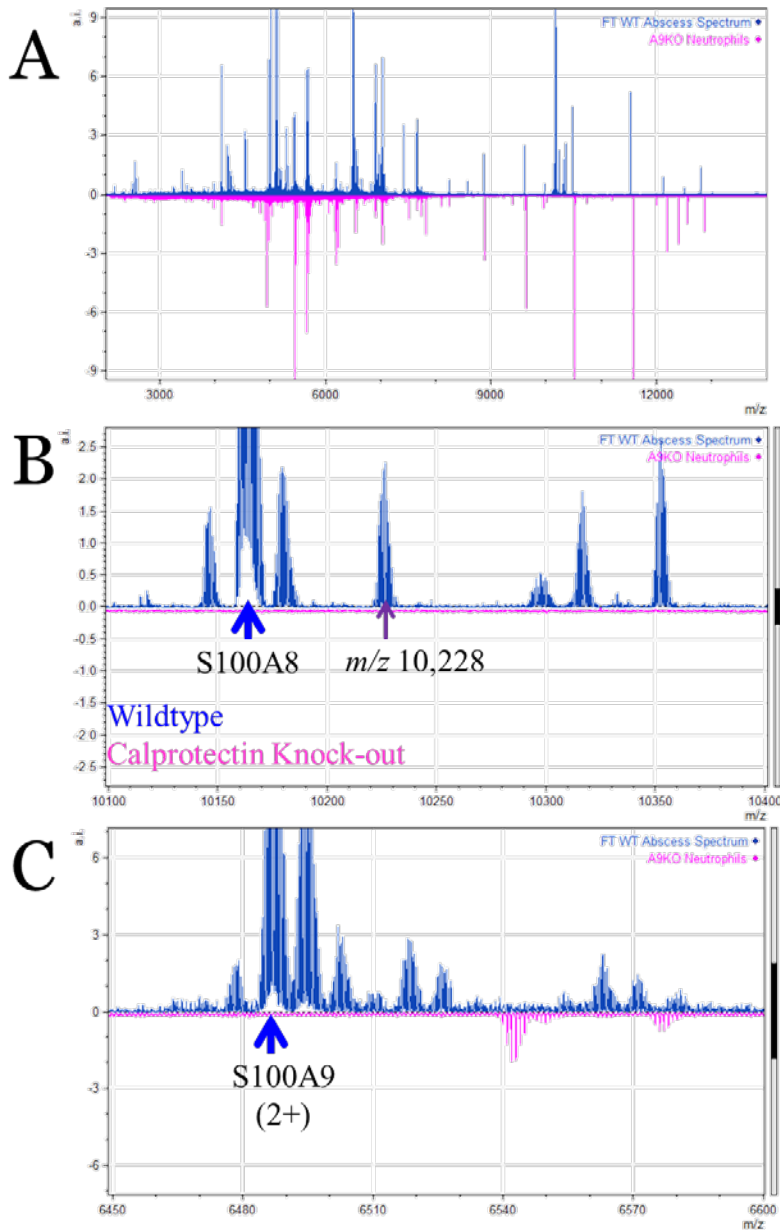 A
a.i.
FT WT Abscess Spectrum
A9KO Neutrophils
9
6
3
0
-3
-6
-9
3000 6000 9000 12000
m/z
B
a.i.
FT WT Abscess Spectrum
A9KO Neutrophils
2.5
2.0
1.5
1.0
0.5
0.0
-0.5
-1.0
-1.5
-2.0
-2.5
S100A8 m/z 10,228
Wildtype
Calprotectin Knock-out
10100 10150 10200 10250 10300 10350 10400
m/z
C
a.i.
FT WT Abscess Spectrum
A9KO Neutrophils
6
3
0
-3
-6
S100A9
(2+)
6450 6480 6510 6540 6570 6600
m/z